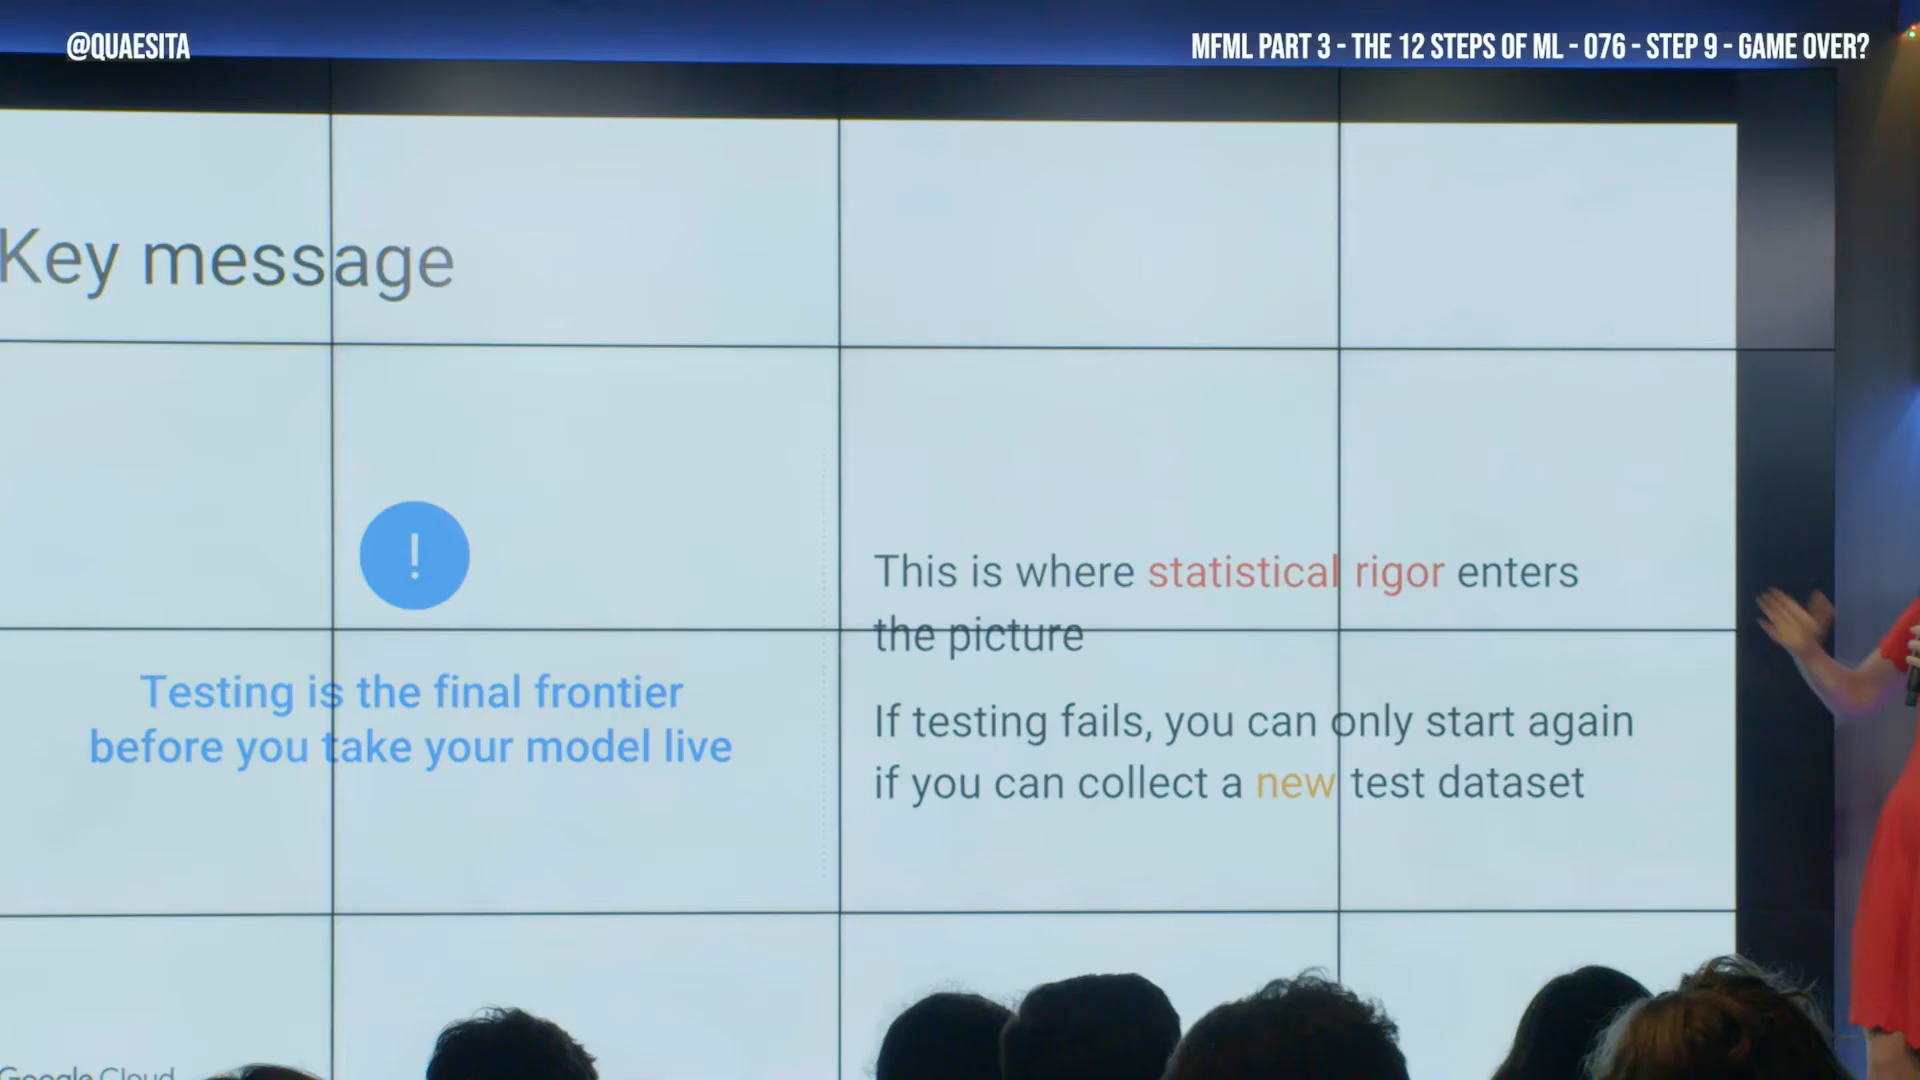 @QUAESITA
MFML PART 3 - THE 12 STEPS OF ML - 076 - STEP 9 - GAME OVER?
Key message
!
Testing is the final frontier
before you take your model live
This is where statistical rigor enters
the picture
If testing fails, you can only start again
if you can collect a new test dataset
Google Cloud